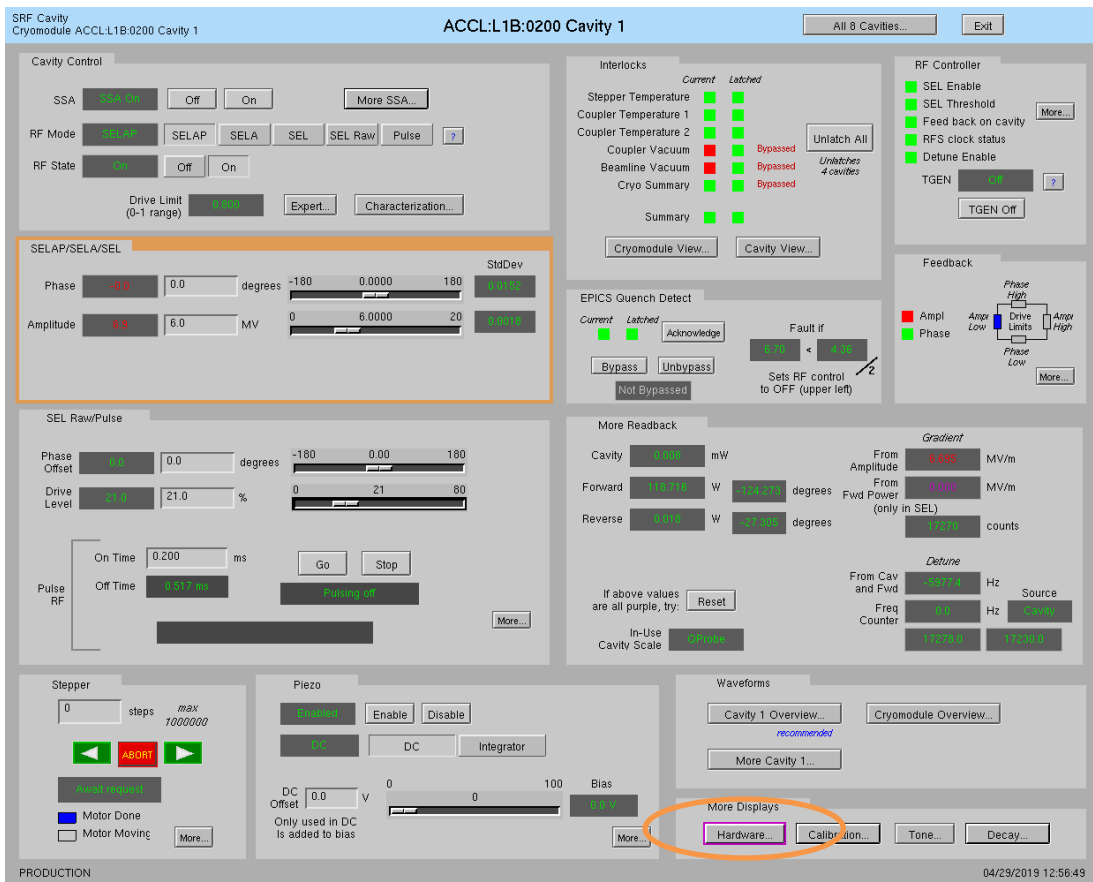 SRF Cavity
Cryomodule ACCL:L1B:0200 Cavity 1
ACCL:L1B:0200 Cavity 1
All 8 Cavities...
Exit
Cavity Control
SSA SSA On Off On More SSA...
RF Mode SELAP SELAP SELA SEL SEL Raw Pulse ?
RF State On Off On
Drive Limit
(0-1 range) 0.800 Expert... Characterization...
SELAP/SELA/SEL
StdDev
Phase -0.0 0.0 degrees -180 0.0000 180 0.0152
Amplitude 6.9 6.0 MV 0 6.0000 20 0.0018
SEL Raw/Pulse
Phase
Offset 0.0 0.0 degrees -180 0.00 180
Drive
Level 21.0 21.0 % 0 21 80
Pulse
RF
On Time 0.200 ms Go Stop
Off Time 0.517 ms Pulsing off
More...
Interlocks
Current Latched
Stepper Temperature
Coupler Temperature 1
Coupler Temperature 2
Coupler Vacuum Bypassed
Beamline Vacuum Bypassed
Cryo Summary Bypassed
Summary
Unlatch All
Unlatches
4 cavities
Cryomodule View... Cavity View...
RF Controller
SEL Enable
SEL Threshold
Feed back on cavity
RFS clock status
Detune Enable
More...
TGEN Off ?
TGEN Off
EPICS Quench Detect
Current Latched
Acknowledge
Bypass Unbypass
Not Bypassed
Fault if
6.70 < 4.36
/2
Sets RF control
to OFF (upper left)
Feedback
Ampl
Phase
Phase
High
Ampl
Low
Drive
Limits
Ampl
High
Phase
Low
More...
More Readback
Cavity 0.008 mW
Forward 118.716 W -124.273 degrees
Reverse 0.018 W -27.305 degrees
Gradient
From
Amplitude MV/m
From
Fwd Power MV/m
(only in SEL)
17270 counts
If above values
are all purple, try: Reset
In-Use
Cavity Scale QProbe
Detune
From Cav
and Fwd -5977.4 Hz
Source
Freq
Counter 0.0 Hz Cavity
17278.0 17230.0
Stepper
0 steps max
1000000
ABORT
Await request
Motor Done
Motor Moving
More...
Piezo
Enabled Enable Disable
DC DC Integrator
DC
Offset 0.0 V 0 0 100
Bias
0.0 V
Only used in DC
Is added to bias
More...
Waveforms
Cavity 1 Overview... Cryomodule Overview...
recommended
More Cavity 1...
More Displays
Hardware... Calibration... Tone... Decay...
PRODUCTION
04/29/2019 12:56:49